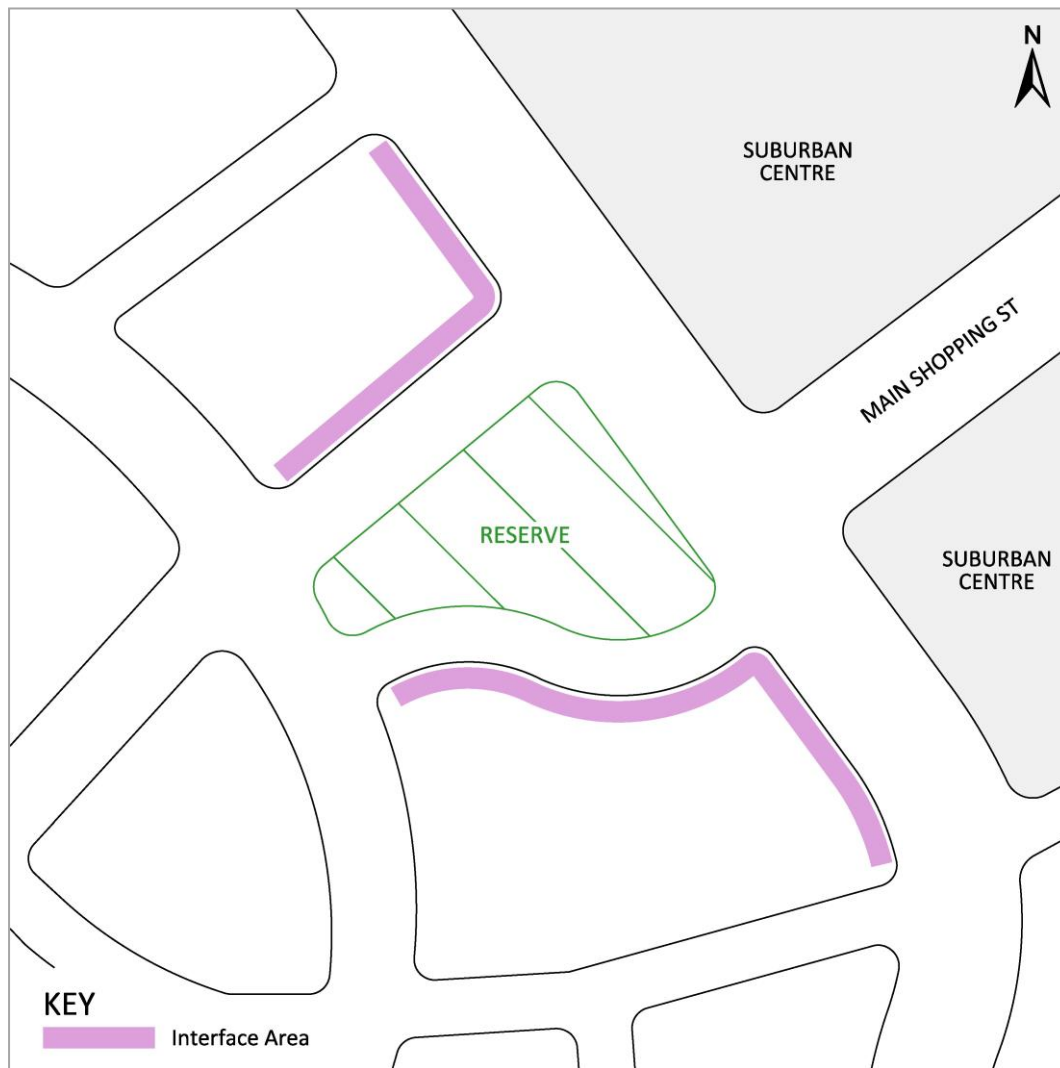 N
SUBURBAN
CENTRE
MAIN SHOPPING ST
RESERVE
SUBURBAN
CENTRE
KEY
Interface Area